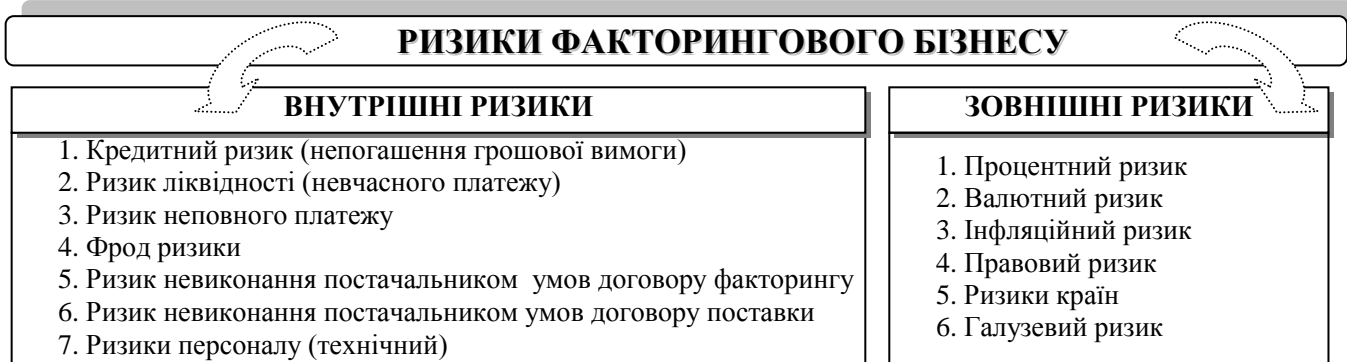 РИЗИКИ ФАКТОРИНГОВОГО БІЗНЕСУ
ВНУТРІШНІ РИЗИКИ
1. Кредитний ризик (непогашення грошової вимоги)
2. Ризик ліквідності (невчасного платежу)
3. Ризик неповного платежу
4. Фрод ризики
5. Ризик невиконання постачальником умов договору факторингу
6. Ризик невиконання постачальником умов договору поставки
7. Ризики персоналу (технічний)
ЗОВНІШНІ РИЗИКИ
1. Процентний ризик
2. Валютний ризик
3. Інфляційний ризик
4. Правовий ризик
5. Ризики країн
6. Галузевий ризик